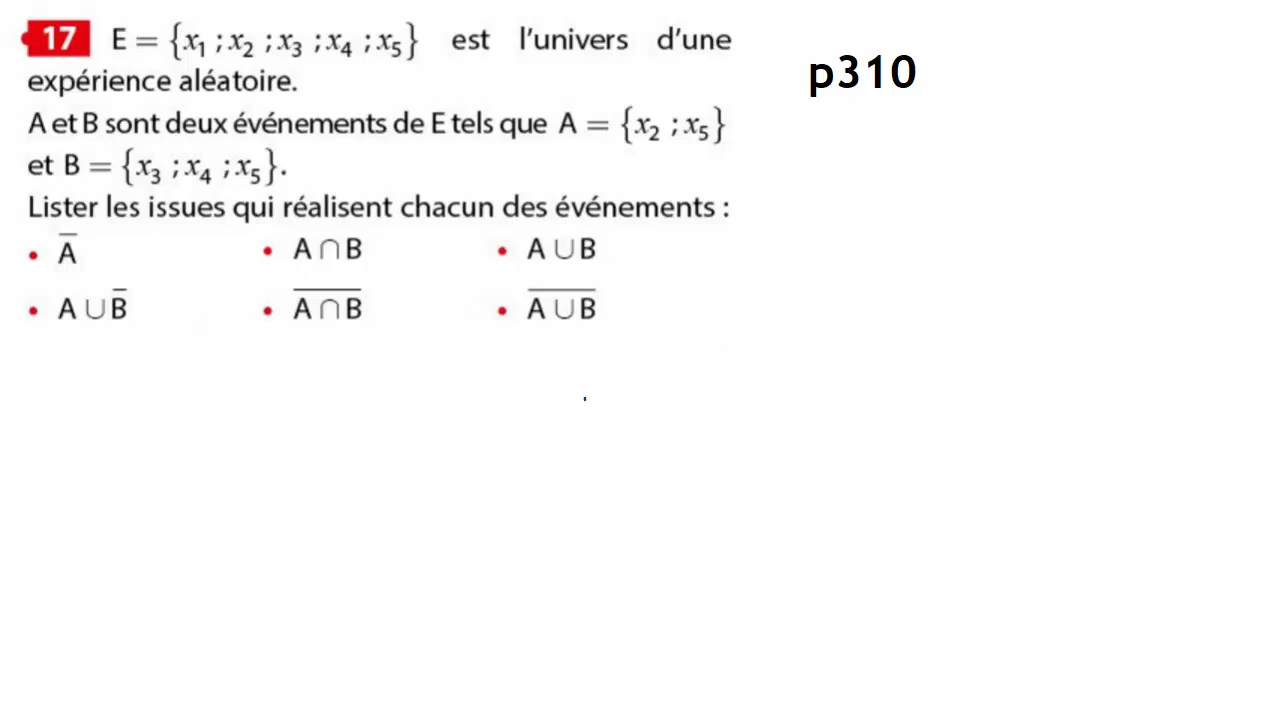 17 E = {x₁ ; x₂ ; x₃ ; x₄ ; x₅} est l'univers d'une
expérience aléatoire.
A et B sont deux événements de E tels que A = {x₂ ; x₅}
et B = {x₃ ; x₄ ; x₅}.
Lister les issues qui réalisent chacun des événements :
• A̅ • A ∩ B • A ∪ B
• A ∪ B̅ • A̅ ̅∩̅ ̅B̅ • A̅ ̅∪̅ ̅B̅
p310